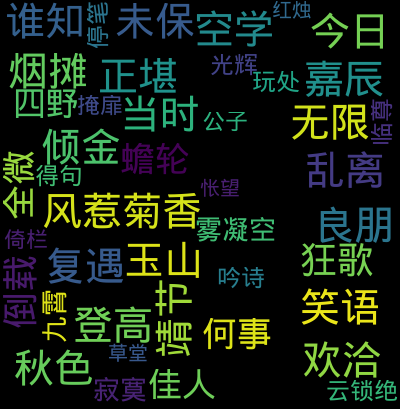 谁知
停笔
未保
空学
红烛
今日
烟摊
正堪
光辉
玩处
嘉辰
四野
掩扉
当时
公子
无限
临尊
倾金
蟾轮
乱离
全微
得句
怅望
风惹菊香
雾凝空
良朋
倚栏
复遇
玉山
吟诗
狂歌
倒载
九霄
登高
靖节
何事
笑语
草堂
秋色
寂寞
佳人
欢洽
云锁绝